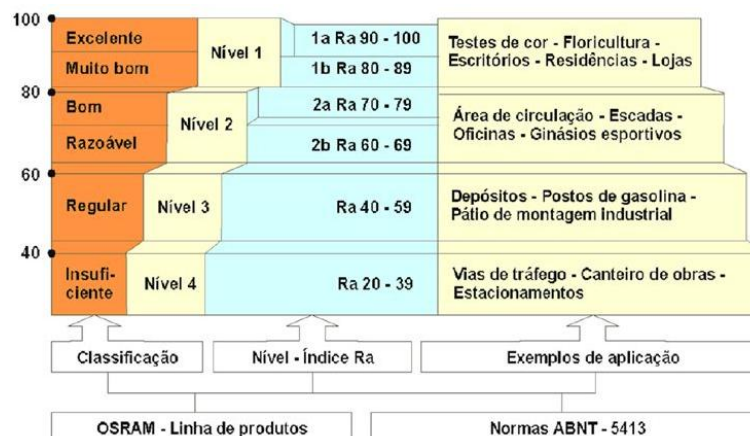 100
Excelente
Nível 1
1a Ra 90 - 100
Testes de cor - Floricultura -
Escritórios - Residências - Lojas
Muito bom
1b Ra 80 - 89
80
Bom
Nível 2
2a Ra 70 - 79
Área de circulação - Escadas -
Oficinas - Ginásios esportivos
Razoável
2b Ra 60 - 69
60
Regular
Nível 3
Ra 40 - 59
Depósitos - Postos de gasolina -
Pátio de montagem industrial
40
Insufi-
ciente
Nível 4
Ra 20 - 39
Vias de tráfego - Canteiro de obras -
Estacionamentos
Classificação
Nível - Índice Ra
Exemplos de aplicação
OSRAM - Linha de produtos
Normas ABNT - 5413